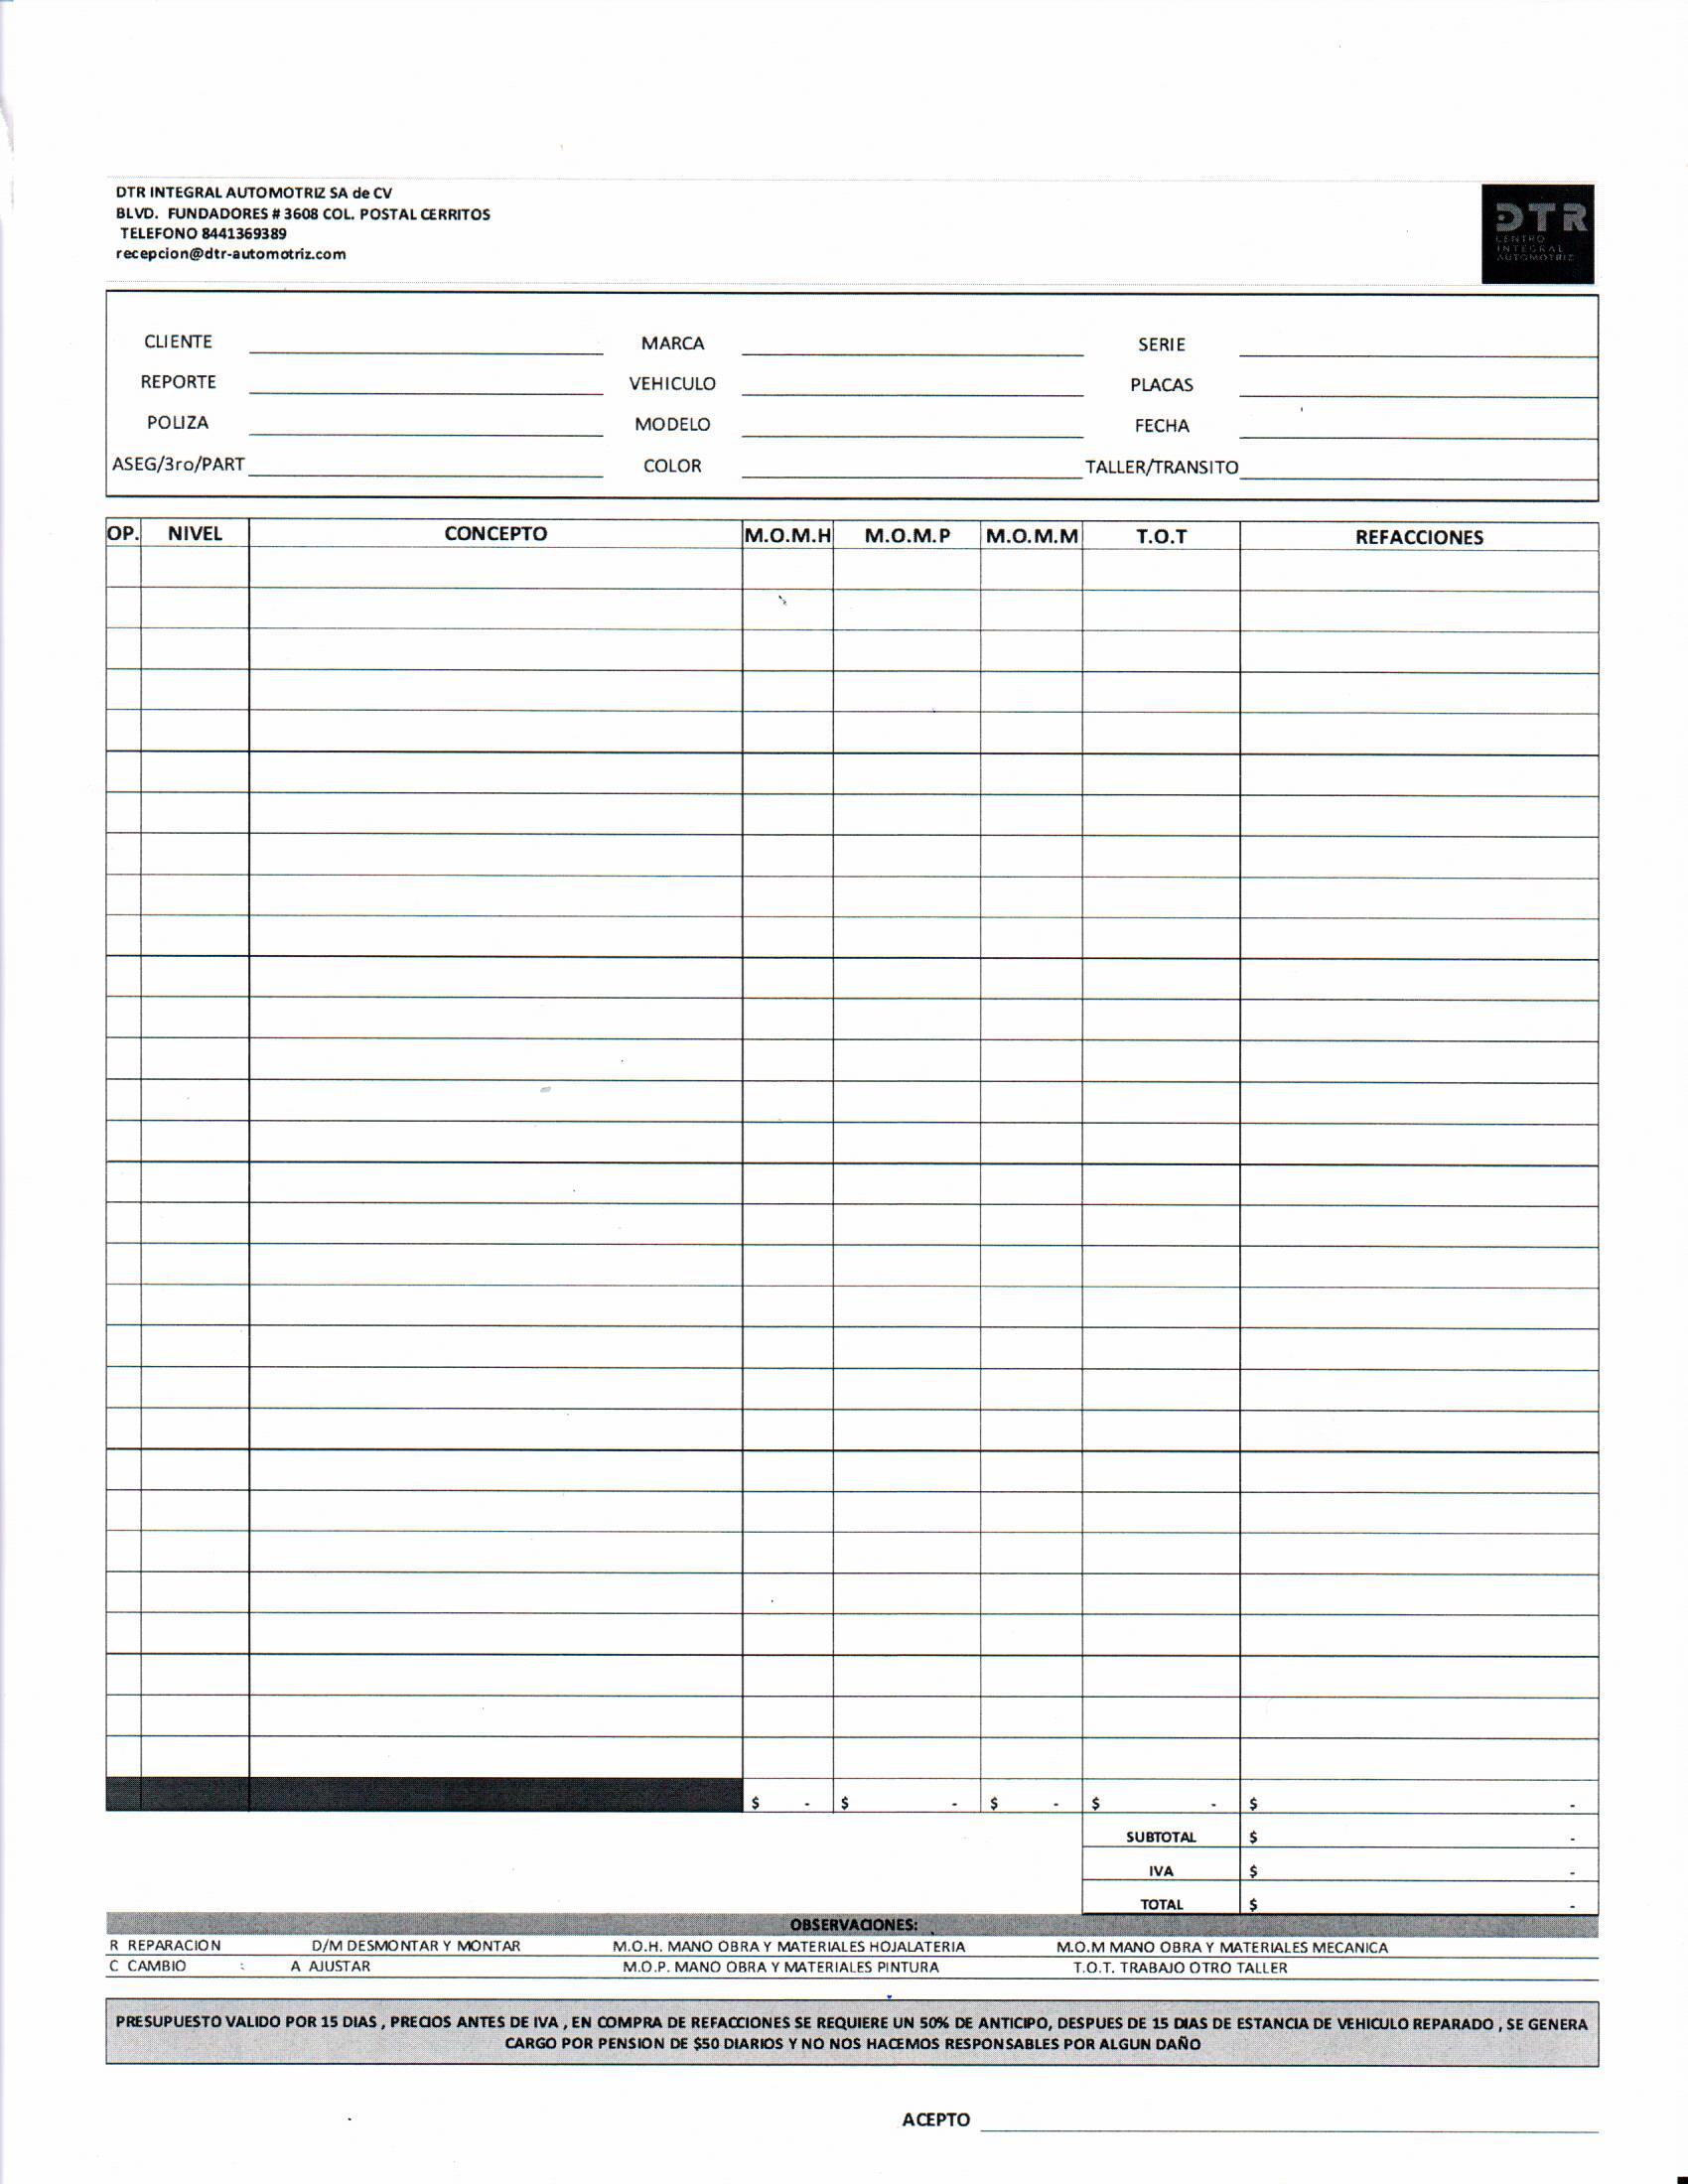 DTR INTEGRAL AUTOMOTRIZ SA de CV
BLVD. FUNDADORES # 3608 COL. POSTAL CERRITOS
TELEFONO 8441369389
recepcion@dtr-automotriz.com
DTR
CENTRO
INTEGRAL
AUTOMOTRIZ
CLIENTE MARCA SERIE
REPORTE VEHICULO PLACAS
POLIZA MODELO FECHA
ASEG/3ro/PART COLOR TALLER/TRANSITO
OP. NIVEL CONCEPTO M.O.M.H M.O.M.P M.O.M.M T.O.T REFACCIONES
$ - $ - $ - $ - $ -
SUBTOTAL $ -
IVA $ -
TOTAL $ -
OBSERVACIONES:
R REPARACION D/M DESMONTAR Y MONTAR M.O.H. MANO OBRA Y MATERIALES HOJALATERIA M.O.M MANO OBRA Y MATERIALES MECANICA
C CAMBIO : A AJUSTAR M.O.P. MANO OBRA Y MATERIALES PINTURA T.O.T. TRABAJO OTRO TALLER
PRESUPUESTO VALIDO POR 15 DIAS , PRECIOS ANTES DE IVA , EN COMPRA DE REFACCIONES SE REQUIERE UN 50% DE ANTICIPO, DESPUES DE 15 DIAS DE ESTANCIA DE VEHICULO REPARADO , SE GENERA
CARGO POR PENSION DE $50 DIARIOS Y NO NOS HACEMOS RESPONSABLES POR ALGUN DAÑO
ACEPTO